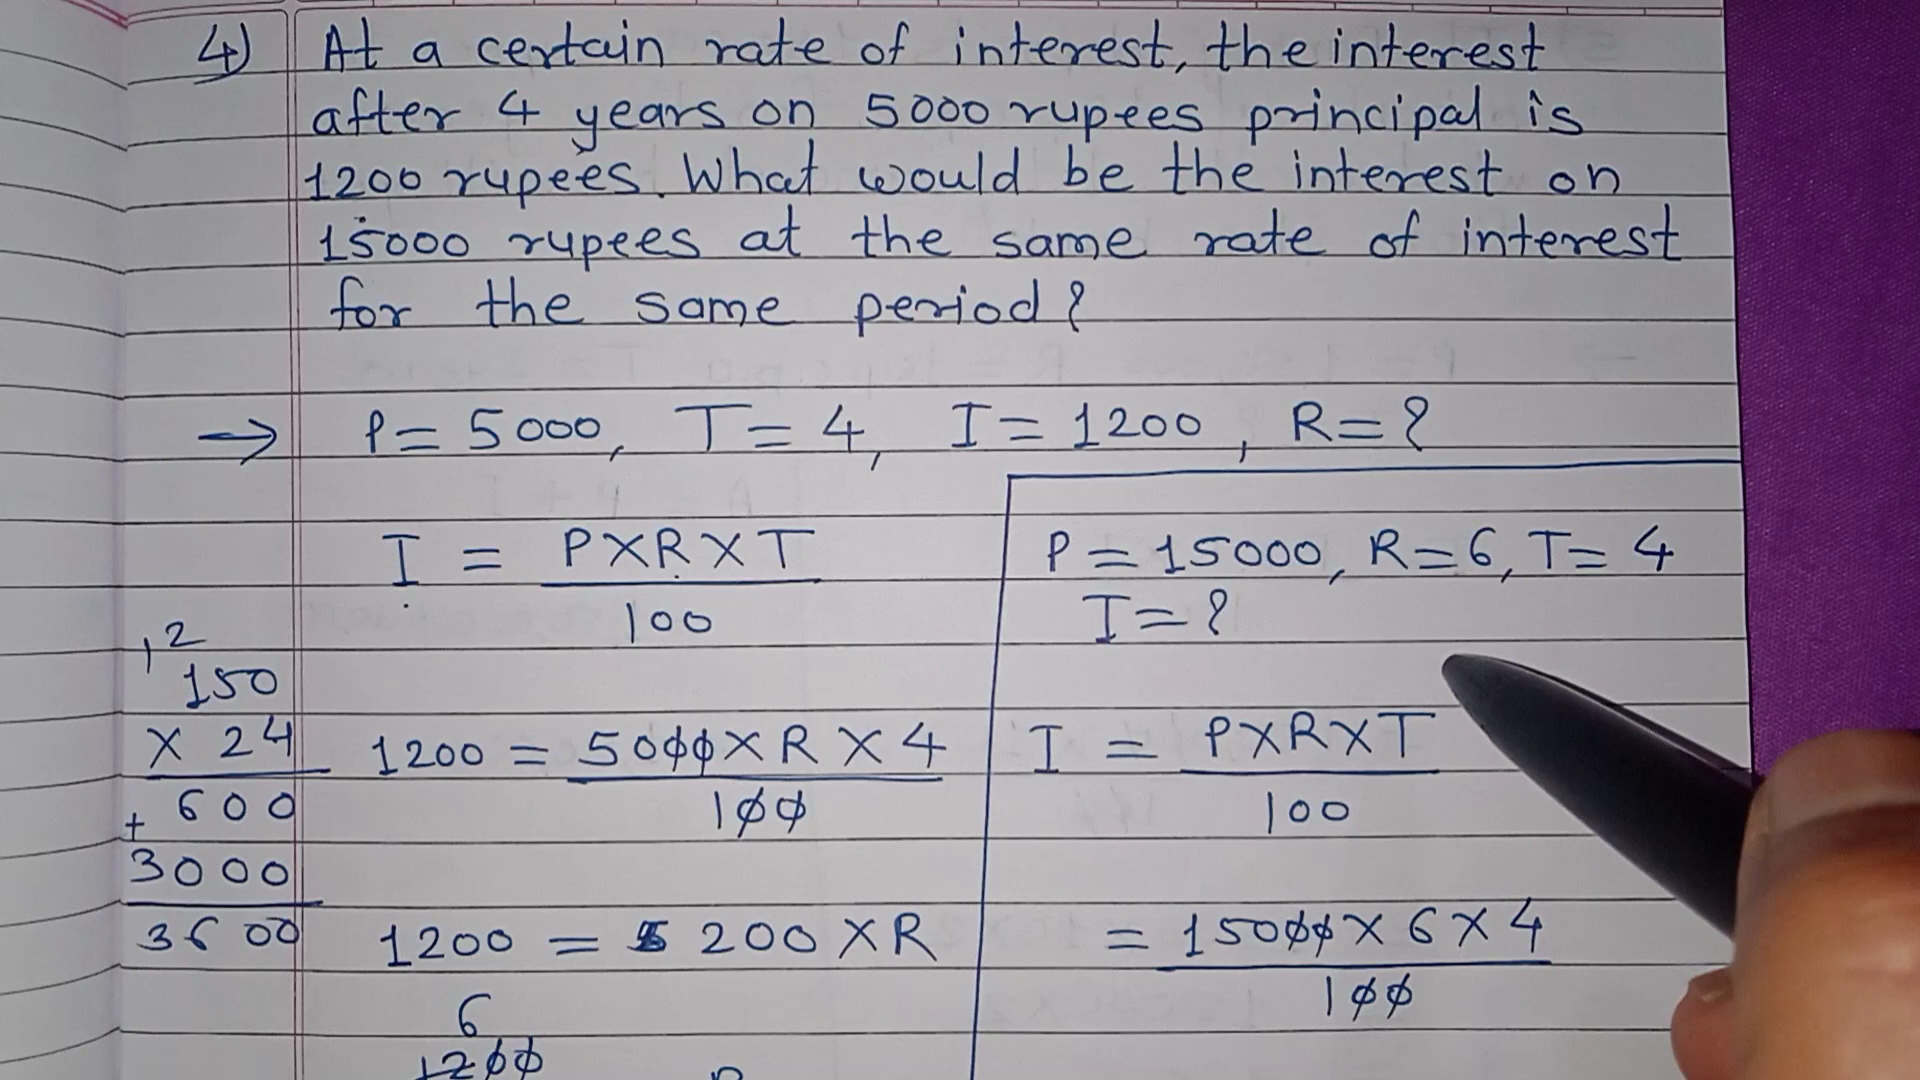 4) At a certain rate of interest, the interest
after 4 years on 5000 rupees principal is
1200 rupees. What would be the interest on
15000 rupees at the same rate of interest
for the same period?
→ P = 5000, T = 4, I = 1200, R = ?
I = P X R X T
100
1200 = 5000 X R X 4
100
1200 = 200 X R
6
1200
P = 15000, R = 6, T = 4
I = ?
I = P X R X T
100
= 15000 X 6 X 4
100
12
150
X 24
600
+
3000
3600